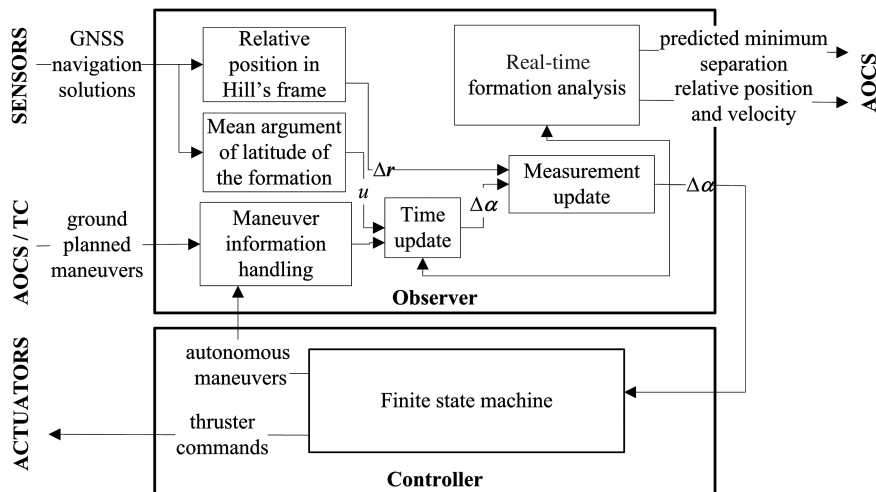 SENSORS
GNSS
navigation
solutions
Relative
position in
Hill's frame
Mean argument
of latitude of
the formation
Real-time
formation analysis
predicted minimum
separation
relative position
and velocity
AOCS
Δr
u
Δα
Measurement
update
Δα
AOCS / TC
ground
planned
maneuvers
Maneuver
information
handling
Time
update
Observer
ACTUATORS
autonomous
maneuvers
thruster
commands
Finite state machine
Controller